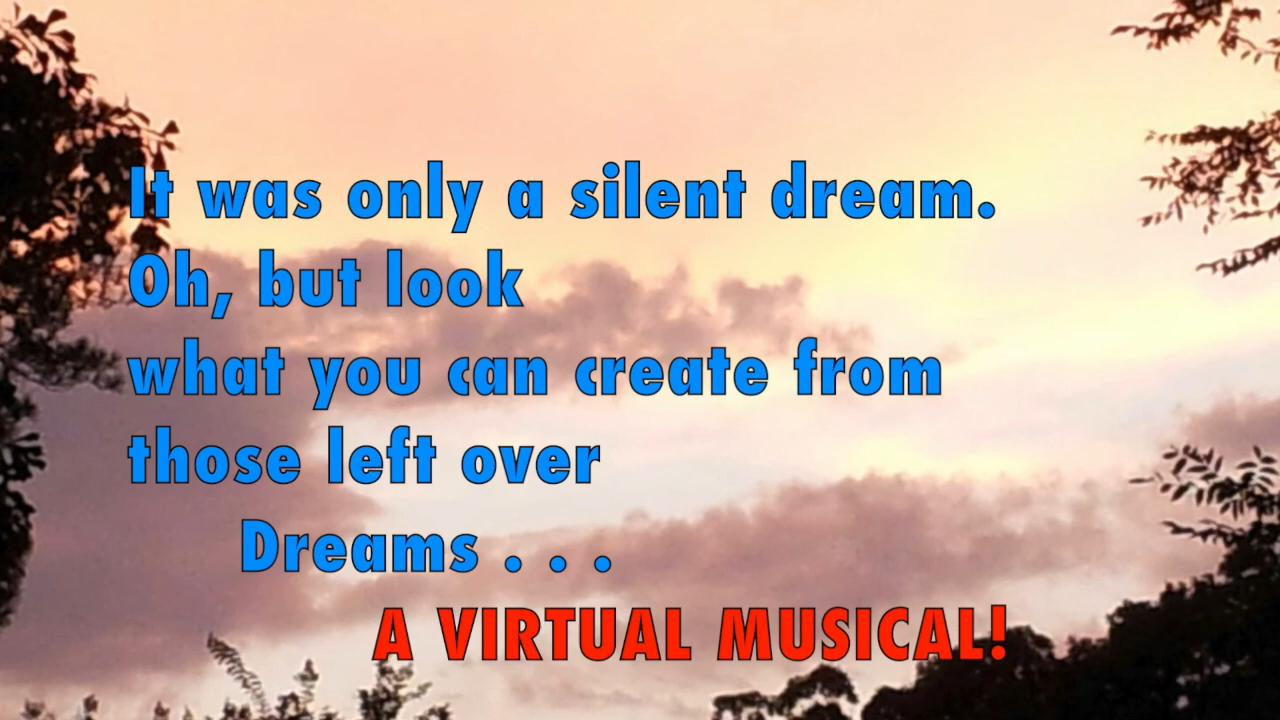 It was only a silent dream.
Oh, but look
what you can create from
those left over
Dreams . . .
A VIRTUAL MUSICAL!